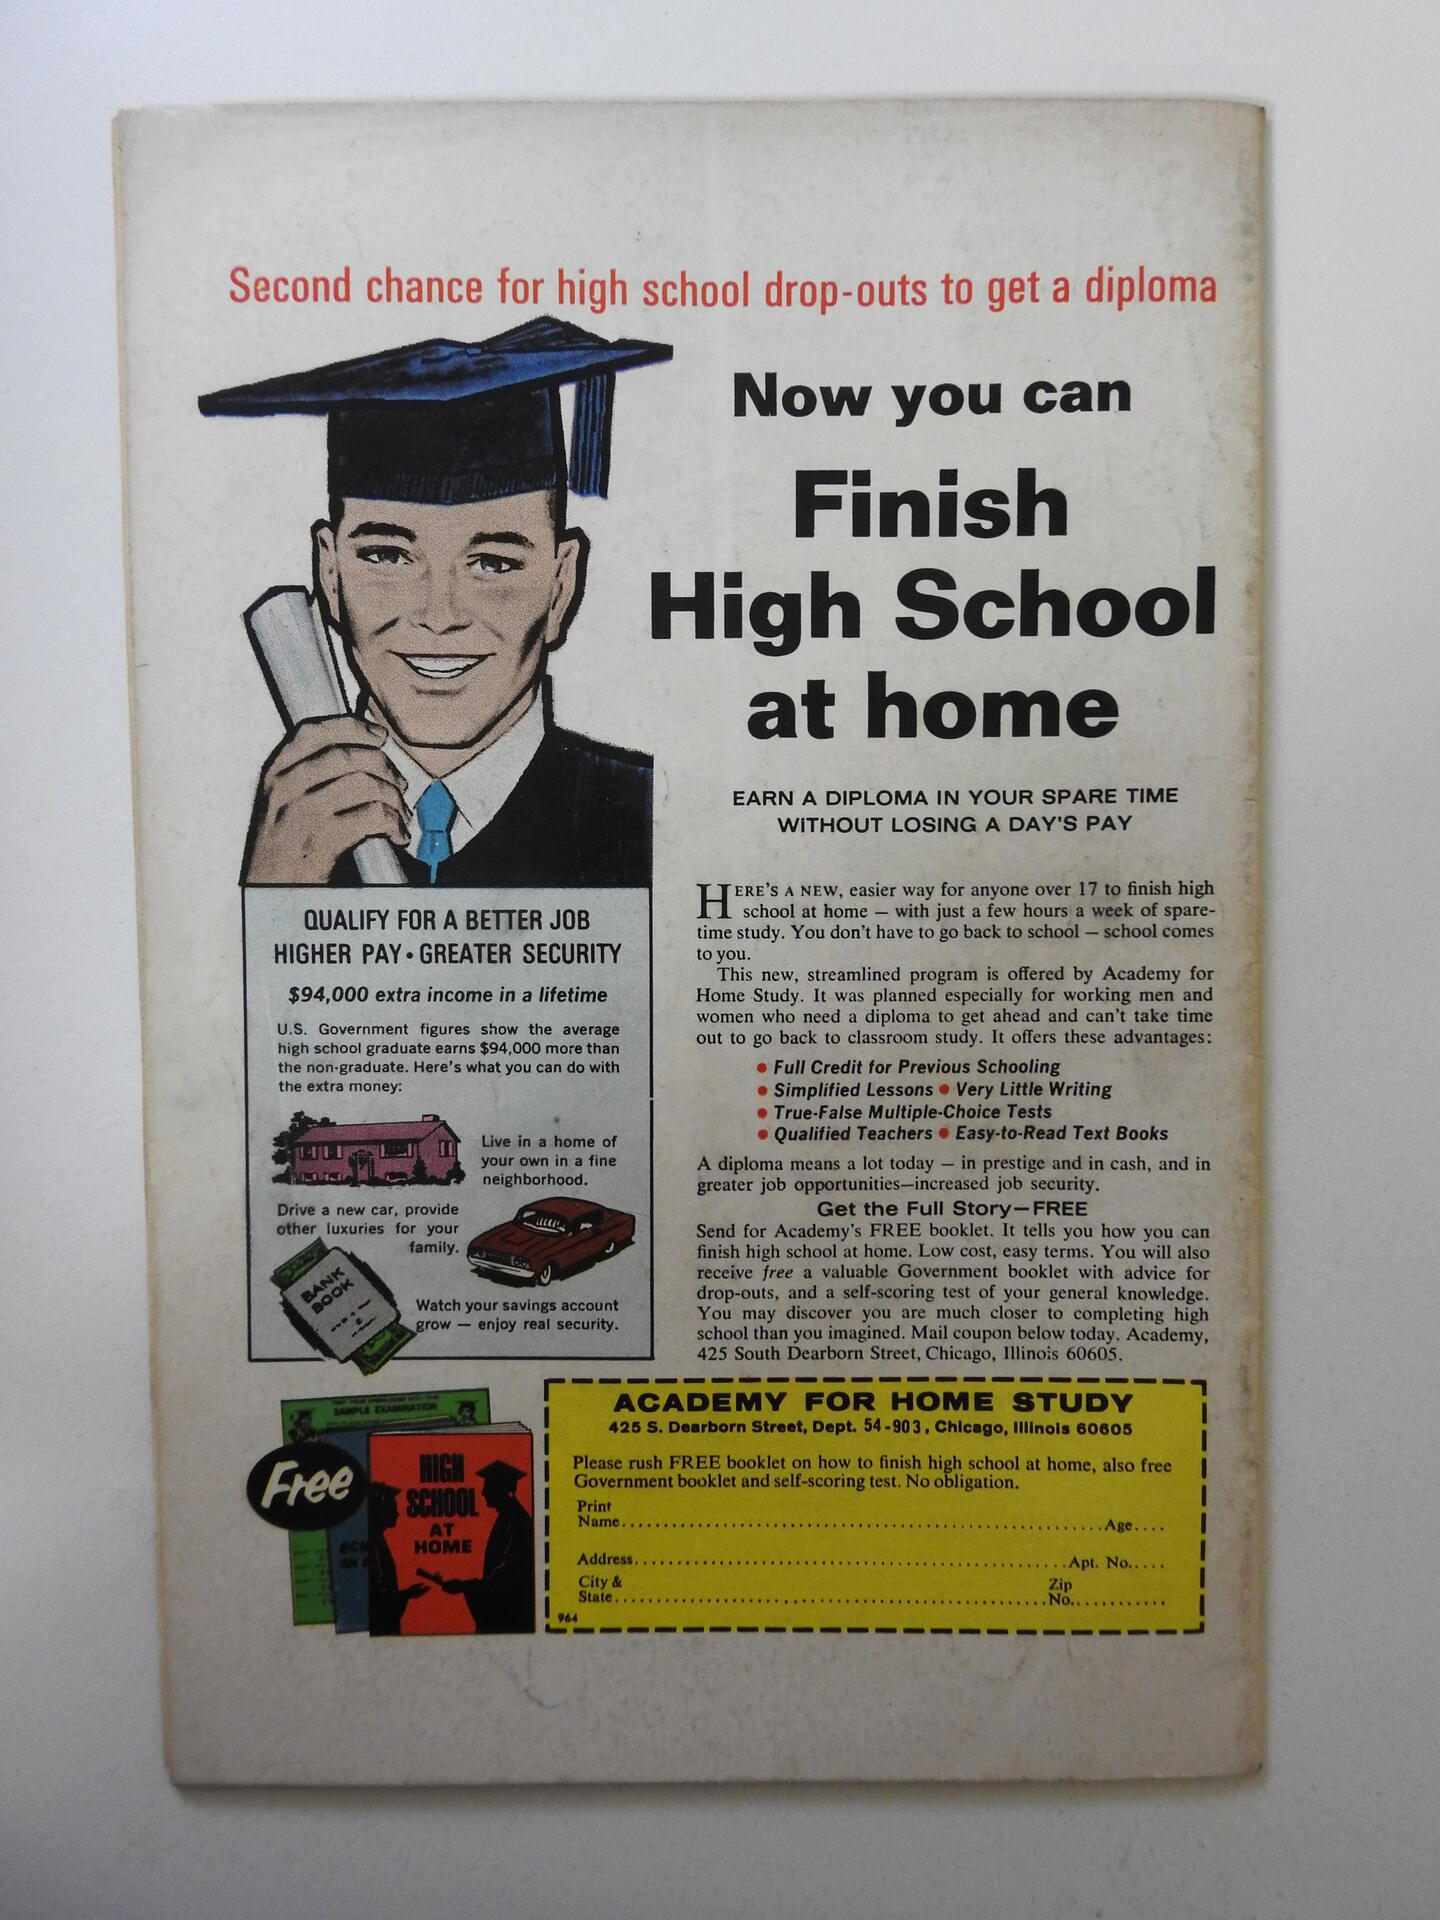 Second chance for high school drop-outs to get a diploma
Now you can
Finish
High School
at home
EARN A DIPLOMA IN YOUR SPARE TIME
WITHOUT LOSING A DAY'S PAY
HERE'S A NEW, easier way for anyone over 17 to finish high
school at home — with just a few hours a week of spare-
time study. You don't have to go back to school — school comes
to you.
This new, streamlined program is offered by Academy for
Home Study. It was planned especially for working men and
women who need a diploma to get ahead and can't take time
out to go back to classroom study. It offers these advantages:
• Full Credit for Previous Schooling
• Simplified Lessons • Very Little Writing
• True-False Multiple-Choice Tests
• Qualified Teachers • Easy-to-Read Text Books
A diploma means a lot today — in prestige and in cash, and in
greater job opportunities—increased job security.
Get the Full Story—FREE
Send for Academy's FREE booklet. It tells you how you can
finish high school at home. Low cost, easy terms. You will also
receive free a valuable Government booklet with advice for
drop-outs, and a self-scoring test of your general knowledge.
You may discover you are much closer to completing high
school than you imagined. Mail coupon below today. Academy,
425 South Dearborn Street, Chicago, Illinois 60605.
QUALIFY FOR A BETTER JOB
HIGHER PAY • GREATER SECURITY
$94,000 extra income in a lifetime
U.S. Government figures show the average
high school graduate earns $94,000 more than
the non-graduate. Here's what you can do with
the extra money:
Live in a home of
your own in a fine
neighborhood.
Drive a new car, provide
other luxuries for your
family.
BANK
BOOK
Watch your savings account
grow — enjoy real security.
SAMPLE EXAMINATION
Free
HIGH
SCHOOL
AT
HOME
ACADEMY FOR HOME STUDY
425 S. Dearborn Street, Dept. 54-903, Chicago, Illinois 60605
Please rush FREE booklet on how to finish high school at home, also free
Government booklet and self-scoring test. No obligation.
Print
Name..........Age....
Address..........Apt. No.....
City & Zip
State..........No...........
964